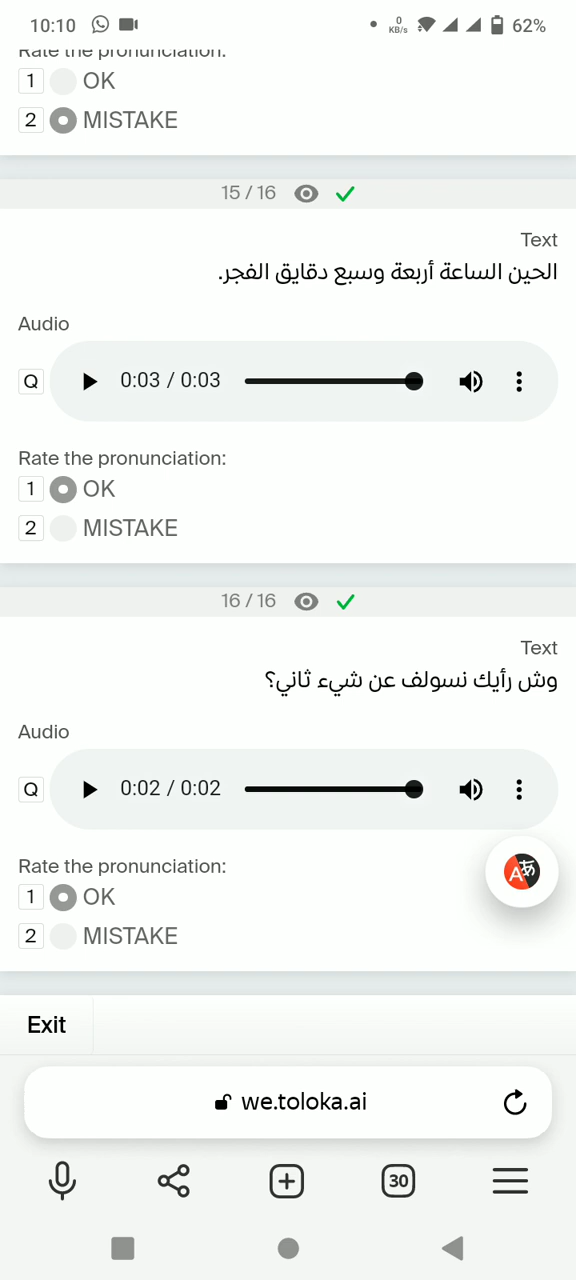 10:10
0
KB/s
62%
Rate the pronunciation:
1 OK
2 MISTAKE
15 / 16
Text
الحين الساعة أربعة وسبع دقايق الفجر.
Audio
Q 0:03 / 0:03
Rate the pronunciation:
1 OK
2 MISTAKE
16 / 16
Text
وش رأيك نسولف عن شيء ثاني؟
Audio
Q 0:02 / 0:02
Rate the pronunciation:
1 OK
2 MISTAKE
Aあ
Exit
we.toloka.ai
30